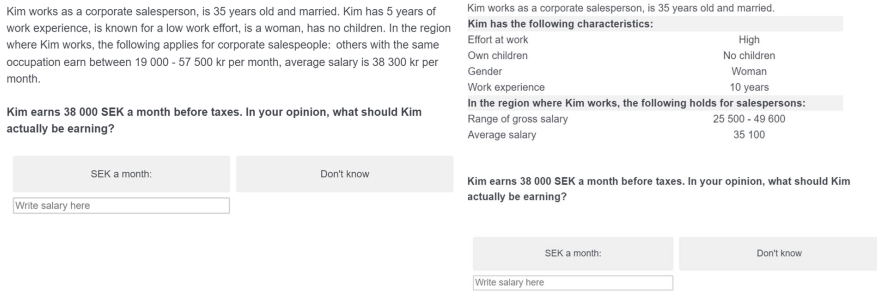 Kim works as a corporate salesperson, is 35 years old and married. Kim has 5 years of
work experience, is known for a low work effort, is a woman, has no children. In the region
where Kim works, the following applies for corporate salespeople: others with the same
occupation earn between 19 000 - 57 500 kr per month, average salary is 38 300 kr per
month.
Kim earns 38 000 SEK a month before taxes. In your opinion, what should Kim
actually be earning?
SEK a month: Don't know
Write salary here
Kim works as a corporate salesperson, is 35 years old and married.
Kim has the following characteristics:
Effort at work High
Own children No children
Gender Woman
Work experience 10 years
In the region where Kim works, the following holds for salespersons:
Range of gross salary 25 500 - 49 600
Average salary 35 100
Kim earns 38 000 SEK a month before taxes. In your opinion, what should Kim
actually be earning?
SEK a month: Don't know
Write salary here